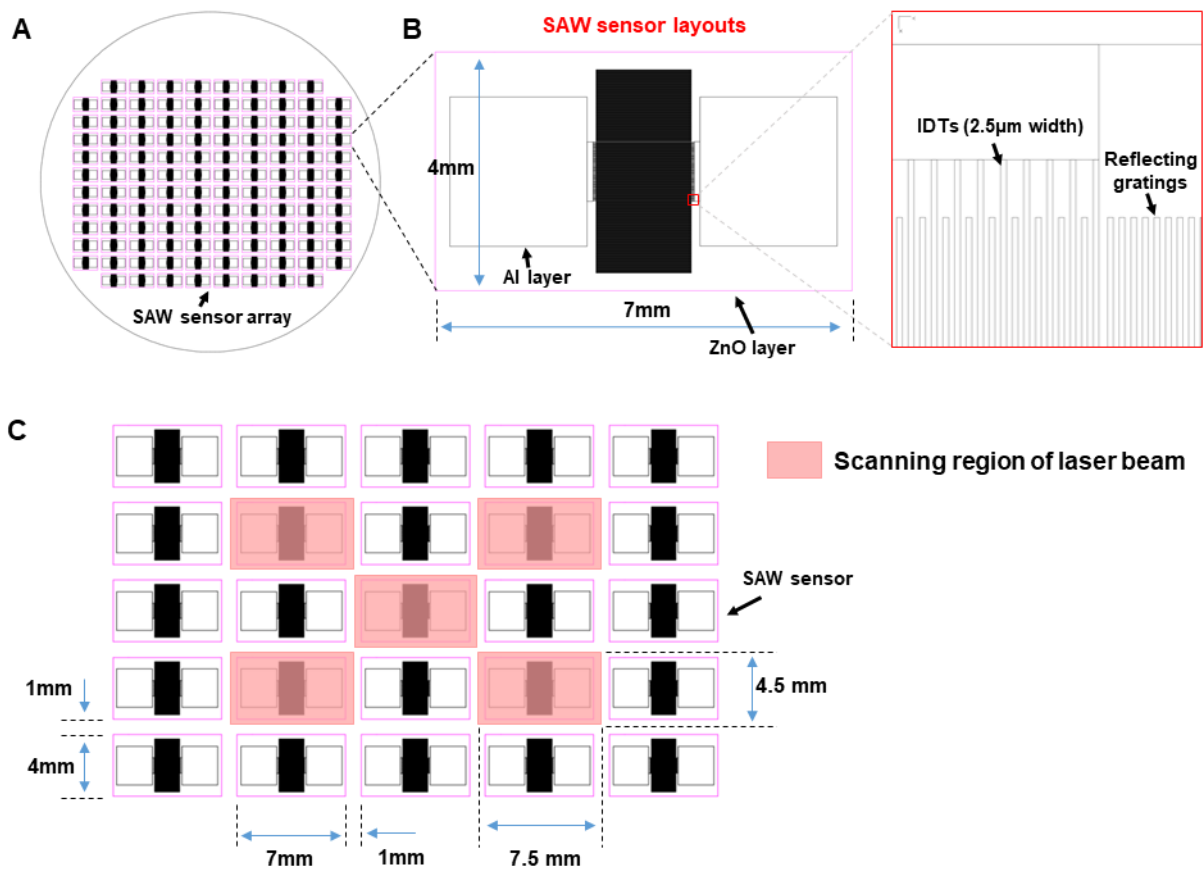 A
B
SAW sensor layouts
IDTs (2.5µm width)
Reflecting
gratings
4mm
Al layer
7mm
ZnO layer
SAW sensor array
C
Scanning region of laser beam
SAW sensor
1mm
4.5 mm
4mm
7mm
1mm
7.5 mm